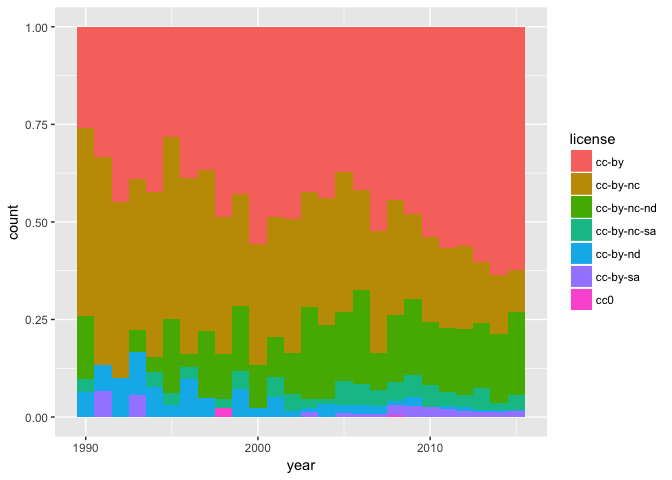 1.00
0.75
0.50
0.25
0.00
count
1990
2000
2010
year
license
cc-by
cc-by-nc
cc-by-nc-nd
cc-by-nc-sa
cc-by-nd
cc-by-sa
cc0